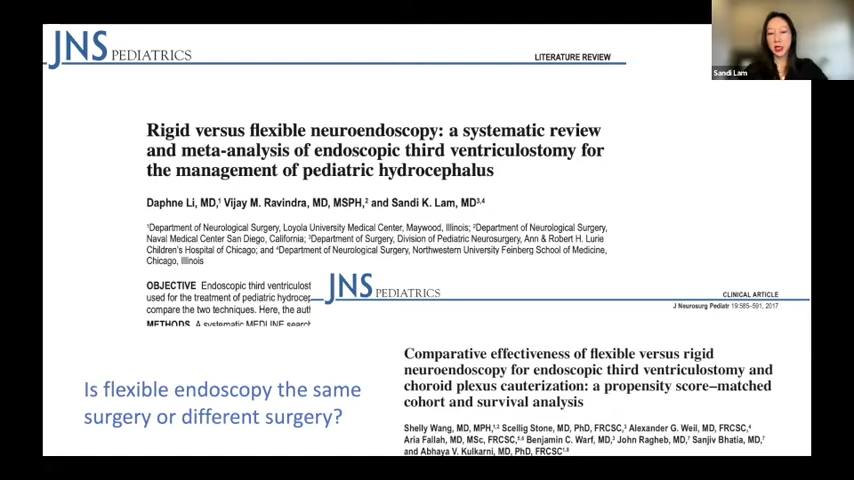 JNS PEDIATRICS
LITERATURE REVIEW
Sandi Lam
Rigid versus flexible neuroendoscopy: a systematic review
and meta-analysis of endoscopic third ventriculostomy for
the management of pediatric hydrocephalus
Daphne Li, MD,¹ Vijay M. Ravindra, MD, MSPH,² and Sandi K. Lam, MD³,⁴
¹Department of Neurological Surgery, Loyola University Medical Center, Maywood, Illinois; ²Department of Neurological Surgery,
Naval Medical Center San Diego, California; ³Department of Surgery, Division of Pediatric Neurosurgery, Ann & Robert H. Lurie
Children's Hospital of Chicago; and ⁴Department of Neurological Surgery, Northwestern University Feinberg School of Medicine,
Chicago, Illinois
OBJECTIVE Endoscopic third ventriculost
used for the treatment of pediatric hydrocep
compare the two techniques. Here, the auth
METHODS A systematic MEDLINE search
JNS PEDIATRICS
CLINICAL ARTICLE
J Neurosurg Pediatr 19:585–591, 2017
Comparative effectiveness of flexible versus rigid
neuroendoscopy for endoscopic third ventriculostomy and
choroid plexus cauterization: a propensity score–matched
cohort and survival analysis
Is flexible endoscopy the same
surgery or different surgery?
Shelly Wang, MD, MPH,¹,² Scellig Stone, MD, PhD, FRCSC,³ Alexander G. Weil, MD, FRCSC,⁴
Aria Fallah, MD, MSc, FRCSC,⁵,⁶ Benjamin C. Warf, MD,³ John Ragheb, MD,⁷ Sanjiv Bhatia, MD,⁷
and Abhaya V. Kulkarni, MD, PhD, FRCSC¹,⁸